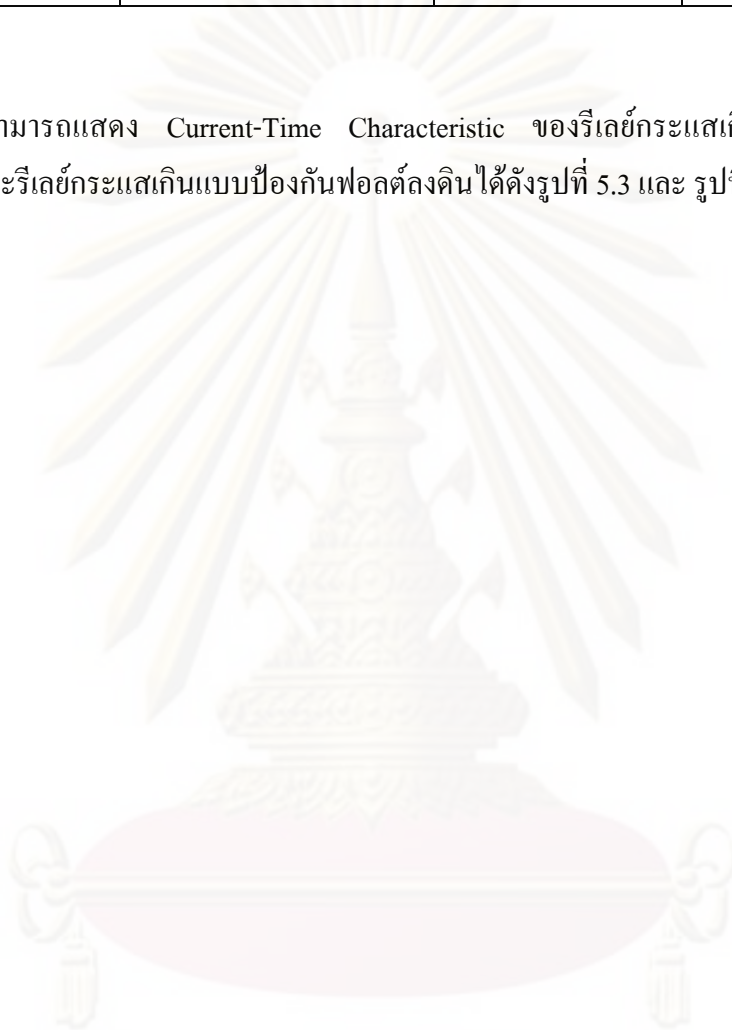 ามารถแสดง Current-Time Characteristic ของรีเลย์กระแสเกิ
ะรีเลย์กระแสเกินแบบป้องกันฟอลต์ลงดินได้ดังรูปที่ 5.3 และ รูปที